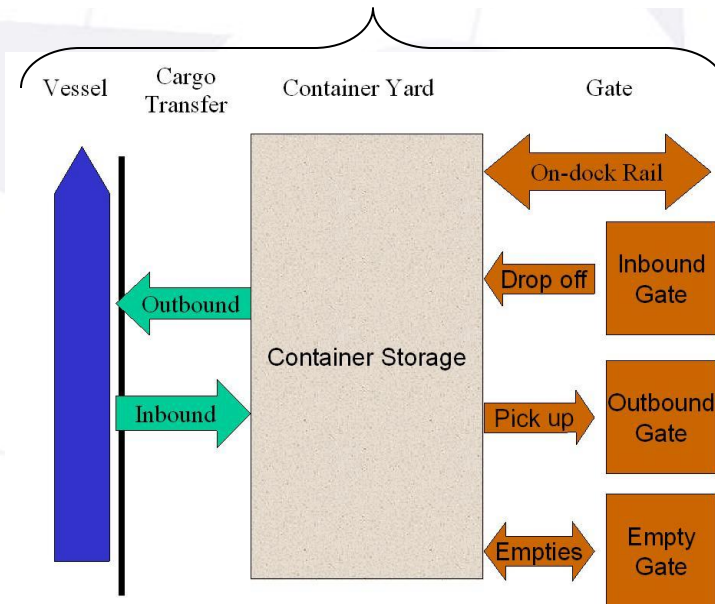 Vessel
Cargo
Transfer
Container Yard
Gate
On-dock Rail
Drop off
Inbound
Gate
Outbound
Container Storage
Inbound
Pick up
Outbound
Gate
Empties
Empty
Gate